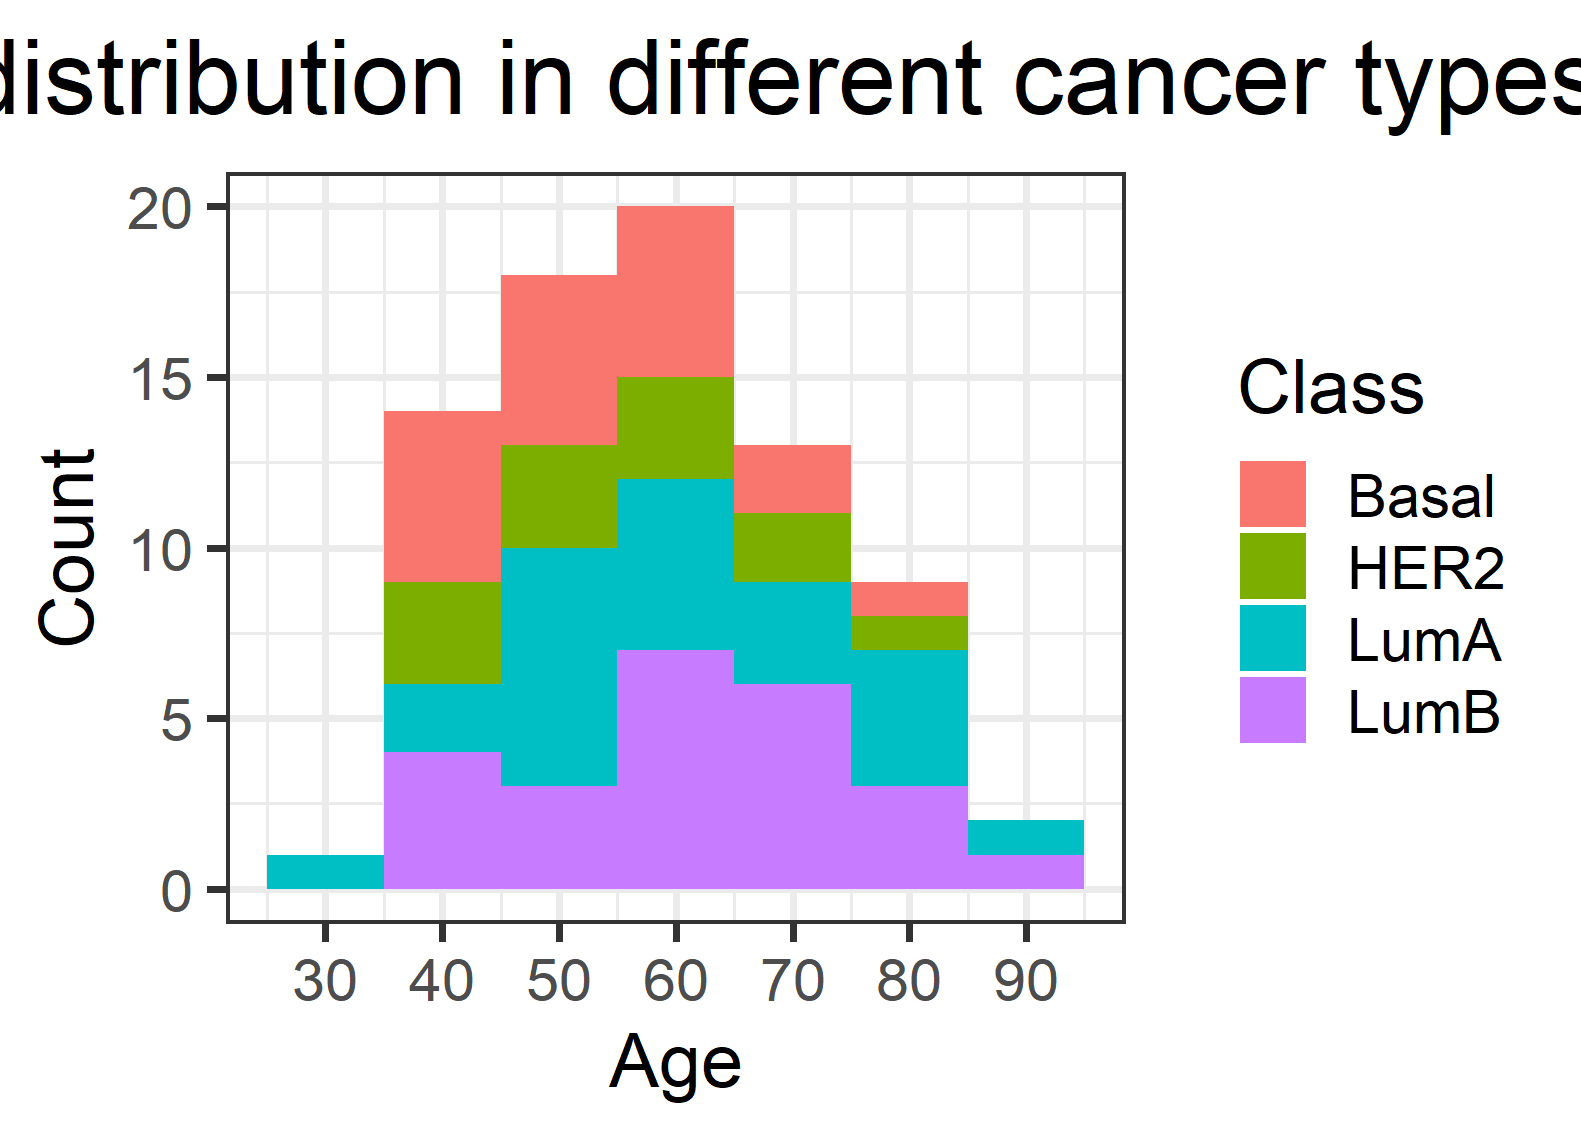 distribution in different cancer types
20
15
10
5
0
Count
30 40 50 60 70 80 90
Age
Class
Basal
HER2
LumA
LumB